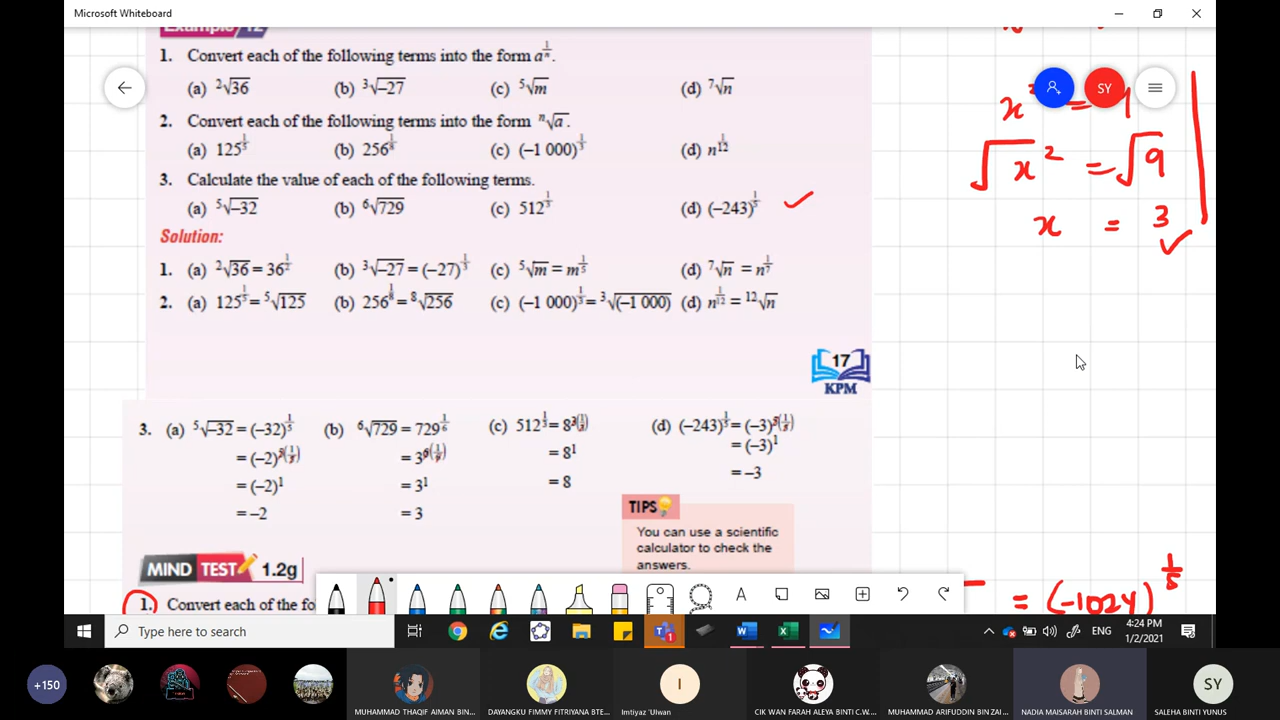 Microsoft Whiteboard
Example 12
1. Convert each of the following terms into the form a^{1/n}.
(a) ²√36 (b) ³√−27 (c) ⁵√m (d) ⁷√n
2. Convert each of the following terms into the form ⁿ√a.
(a) 125^{1/5} (b) 256^{1/8} (c) (−1 000)^{1/3} (d) n^{1/12}
3. Calculate the value of each of the following terms.
(a) ⁵√−32 (b) ⁶√729 (c) 512^{1/3} (d) (−243)^{1/5}
Solution:
1. (a) ²√36 = 36^{1/2} (b) ³√−27 = (−27)^{1/3} (c) ⁵√m = m^{1/5} (d) ⁷√n = n^{1/7}
2. (a) 125^{1/5} = ⁵√125 (b) 256^{1/8} = ⁸√256 (c) (−1 000)^{1/3} = ³√(−1 000) (d) n^{1/12} = ¹²√n
17
KPM
3. (a) ⁵√−32 = (−32)^{1/5} (b) ⁶√729 = 729^{1/6} (c) 512^{1/3} = 8^{3(1/3)} (d) (−243)^{1/5} = (−3)^{5(1/5)}
= (−2)^{5(1/5)} = 3^{6(1/6)} = 8¹ = (−3)¹
= (−2)¹ = 3¹ = 8 = −3
= −2 = 3
TIPS
You can use a scientific
calculator to check the
answers.
MIND TEST 1.2g
1. Convert each of the fo
√x² = √9
x = 3
= (−1024)^{1/5}
SY
A
Type here to search
ENG
4:24 PM
1/2/2021
+150
MUHAMMAD THAQIF AIMAN BIN...
DAYANGKU FIMMY FITRIYANA BTE...
I
Imtiyaz 'Ulwan
CIK WAN FARAH ALEYA BINTI C.W...
MUHAMMAD ARIFUDDIN BIN ZAI...
NADIA MAISARAH BINTI SALMAN
SY
SALEHA BINTI YUNUS